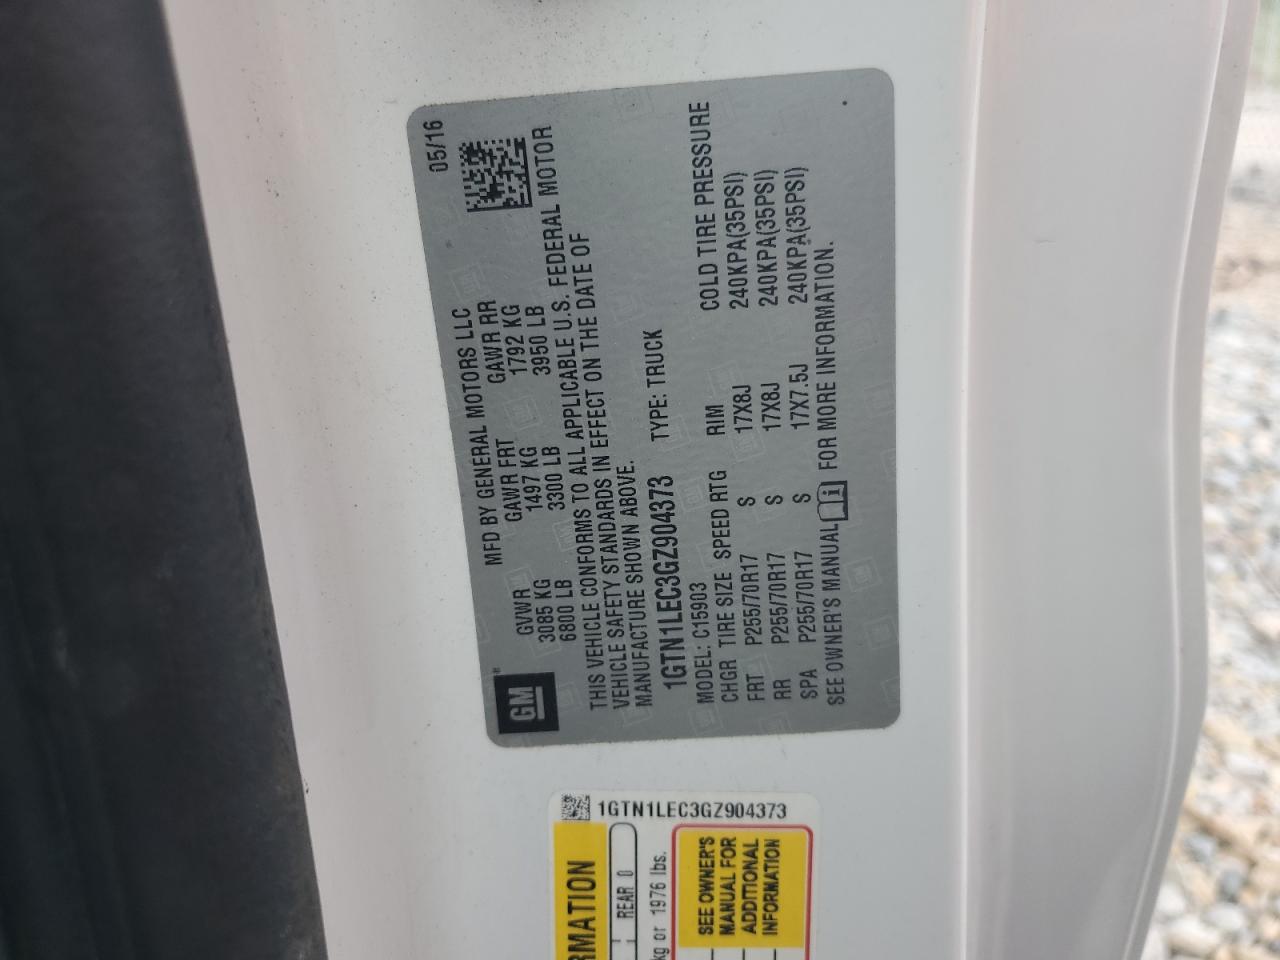 MFD BY GENERAL MOTORS LLC 05/16
GM
GVWR GAWR FRT GAWR RR
3085 KG 1497 KG 1792 KG
6800 LB 3300 LB 3950 LB
THIS VEHICLE CONFORMS TO ALL APPLICABLE U.S. FEDERAL MOTOR
VEHICLE SAFETY STANDARDS IN EFFECT ON THE DATE OF
MANUFACTURE SHOWN ABOVE.
1GTN1LEC3GZ904373 TYPE: TRUCK
MODEL: C15903
CHGR TIRE SIZE SPEED RTG RIM COLD TIRE PRESSURE
FRT P255/70R17 S 17X8J 240KPA(35PSI)
RR P255/70R17 S 17X8J 240KPA(35PSI)
SPA P255/70R17 S 17X7.5J 240KPA(35PSI)
SEE OWNER'S MANUAL FOR MORE INFORMATION.
1GTN1LEC3GZ904373
RMATION
REAR 0
kg or 1976 lbs.
SEE OWNER'S
MANUAL FOR
ADDITIONAL
INFORMATION